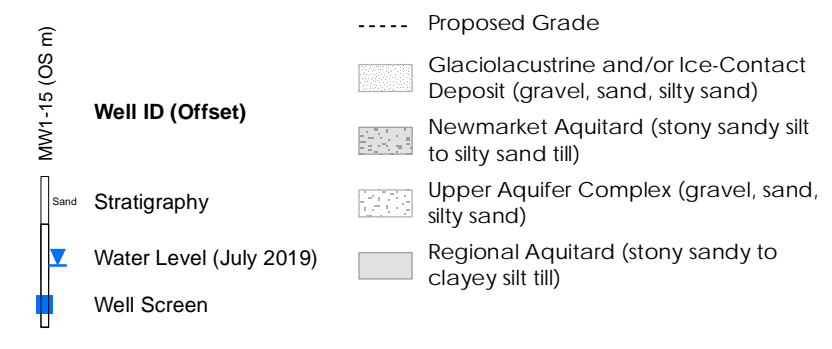 MW1-15 (OS m)
Well ID (Offset)
Sand
Stratigraphy
Water Level (July 2019)
Well Screen
Proposed Grade
Glaciolacustrine and/or Ice-Contact
Deposit (gravel, sand, silty sand)
Newmarket Aquitard (stony sandy silt
to silty sand till)
Upper Aquifer Complex (gravel, sand,
silty sand)
Regional Aquitard (stony sandy to
clayey silt till)